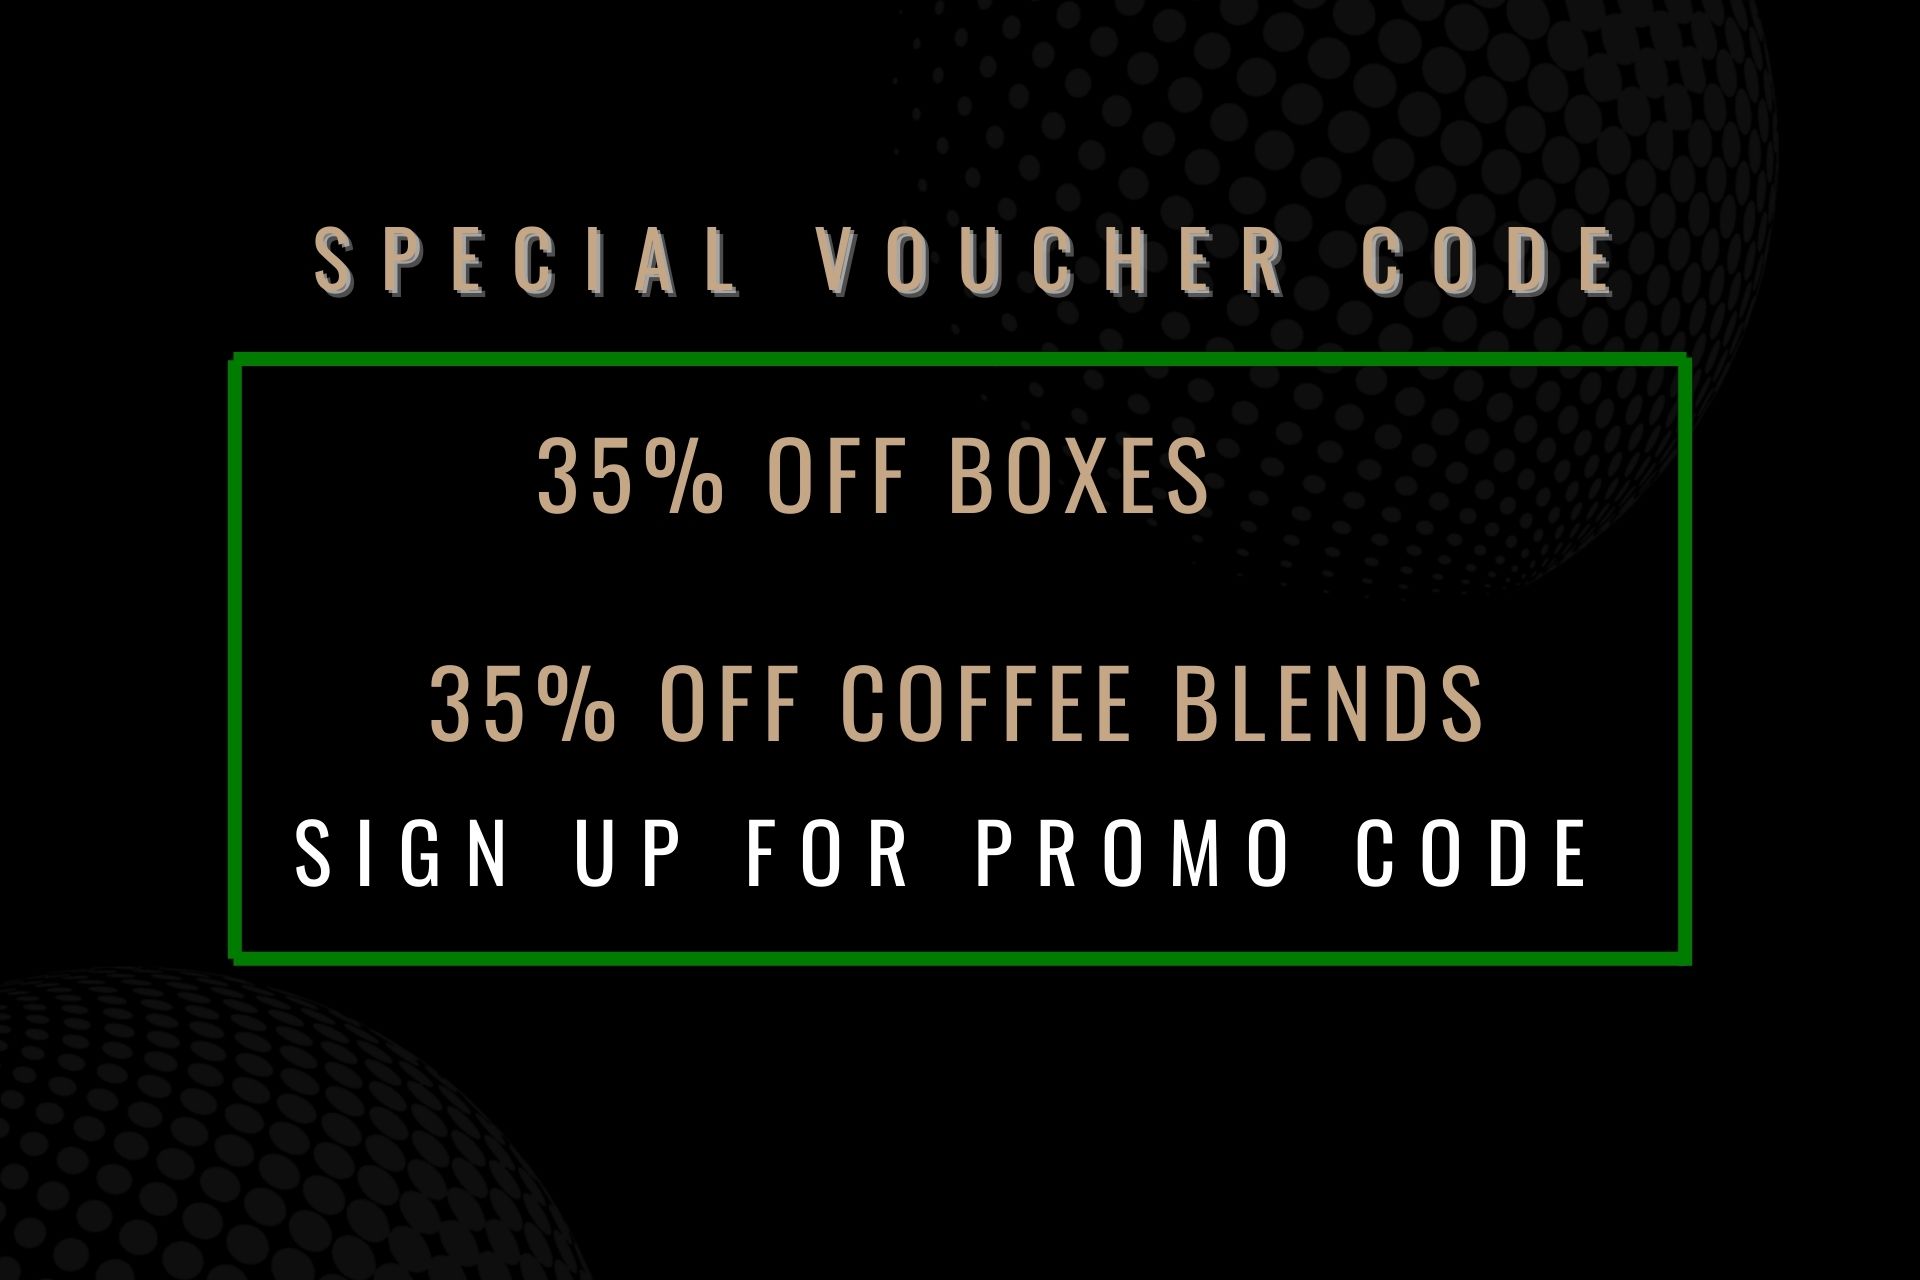 SPECIAL VOUCHER CODE
35% OFF BOXES
35% OFF COFFEE BLENDS
SIGN UP FOR PROMO CODE